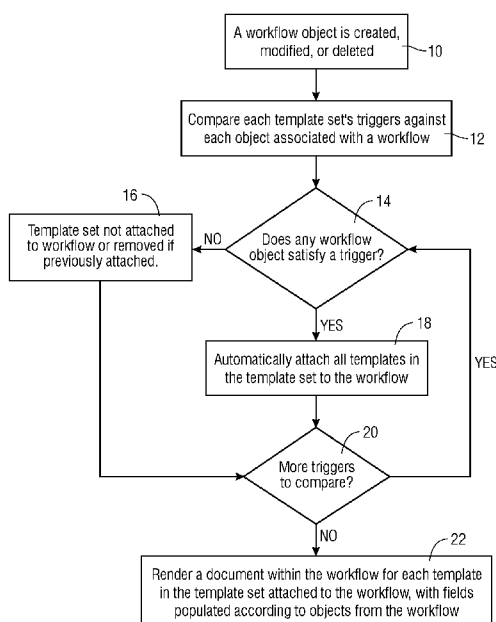 A workflow object is created,
modified, or deleted
10
Compare each template set's triggers against
each object associated with a workflow
12
14
Does any workflow
object satisfy a trigger?
16
Template set not attached
to workflow or removed if
previously attached.
NO
YES
18
Automatically attach all templates in
the template set to the workflow
YES
20
More triggers
to compare?
NO
22
Render a document within the workflow for each template
in the template set attached to the workflow, with fields
populated according to objects from the workflow